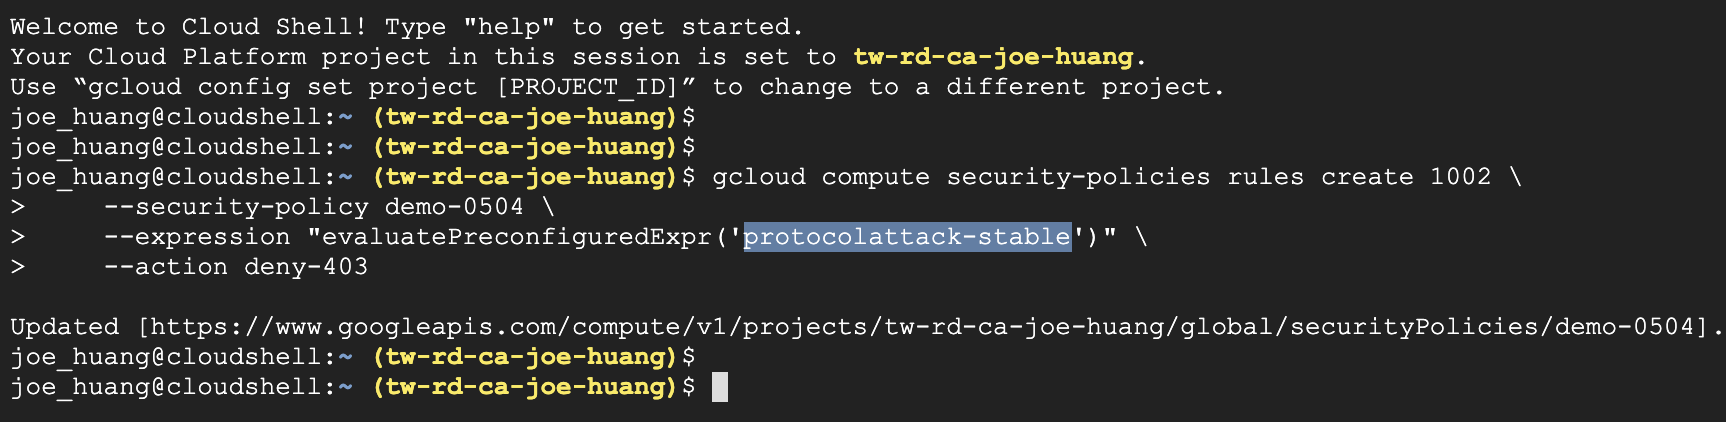 Welcome to Cloud Shell! Type "help" to get started.
Your Cloud Platform project in this session is set to tw-rd-ca-joe-huang.
Use “gcloud config set project [PROJECT_ID]” to change to a different project.
joe_huang@cloudshell:~ (tw-rd-ca-joe-huang)$
joe_huang@cloudshell:~ (tw-rd-ca-joe-huang)$
joe_huang@cloudshell:~ (tw-rd-ca-joe-huang)$ gcloud compute security-policies rules create 1002 \
>     --security-policy demo-0504 \
>     --expression "evaluatePreconfiguredExpr('protocolattack-stable')" \
>     --action deny-403
Updated [https://www.googleapis.com/compute/v1/projects/tw-rd-ca-joe-huang/global/securityPolicies/demo-0504].
joe_huang@cloudshell:~ (tw-rd-ca-joe-huang)$
joe_huang@cloudshell:~ (tw-rd-ca-joe-huang)$